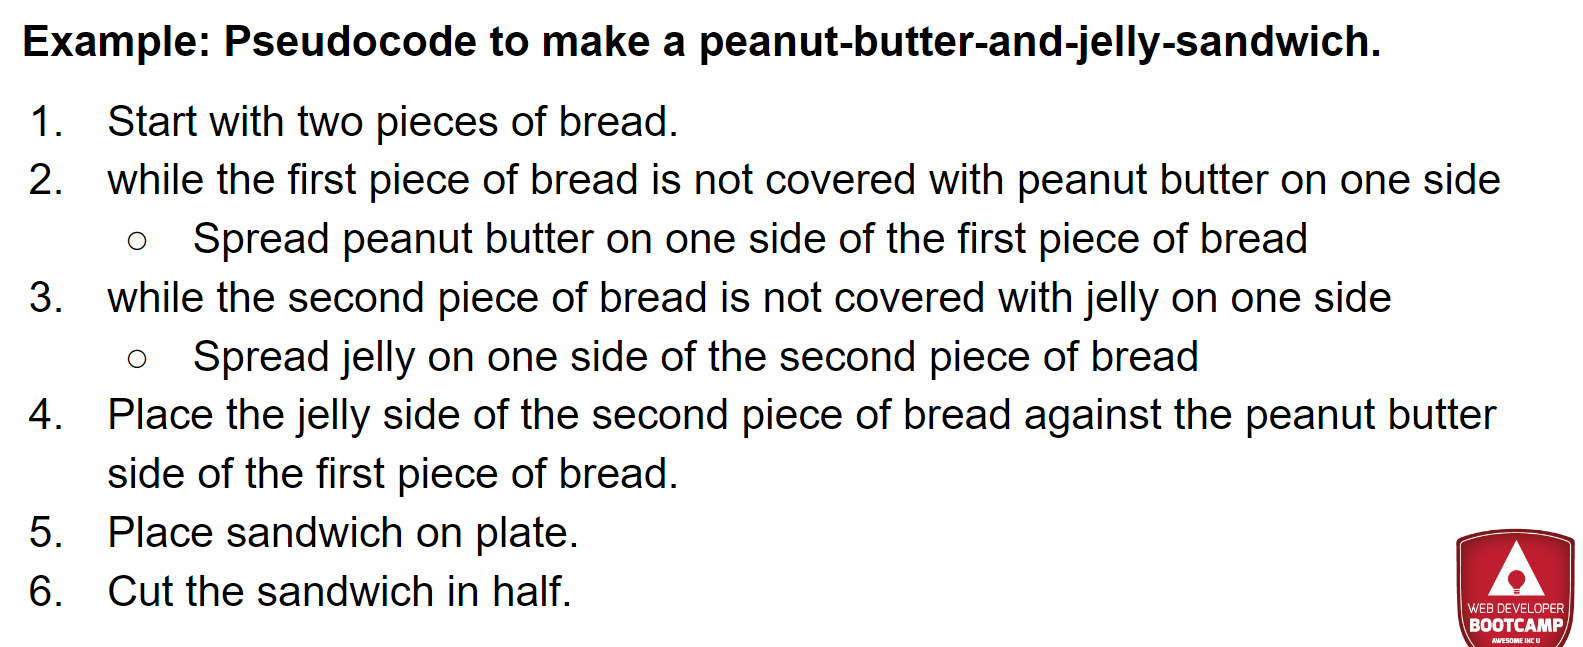 Example: Pseudocode to make a peanut-butter-and-jelly-sandwich.
1. Start with two pieces of bread.
2. while the first piece of bread is not covered with peanut butter on one side
○ Spread peanut butter on one side of the first piece of bread
3. while the second piece of bread is not covered with jelly on one side
○ Spread jelly on one side of the second piece of bread
4. Place the jelly side of the second piece of bread against the peanut butter
side of the first piece of bread.
5. Place sandwich on plate.
6. Cut the sandwich in half.
WEB DEVELOPER
BOOTCAMP
AWESOME INC U